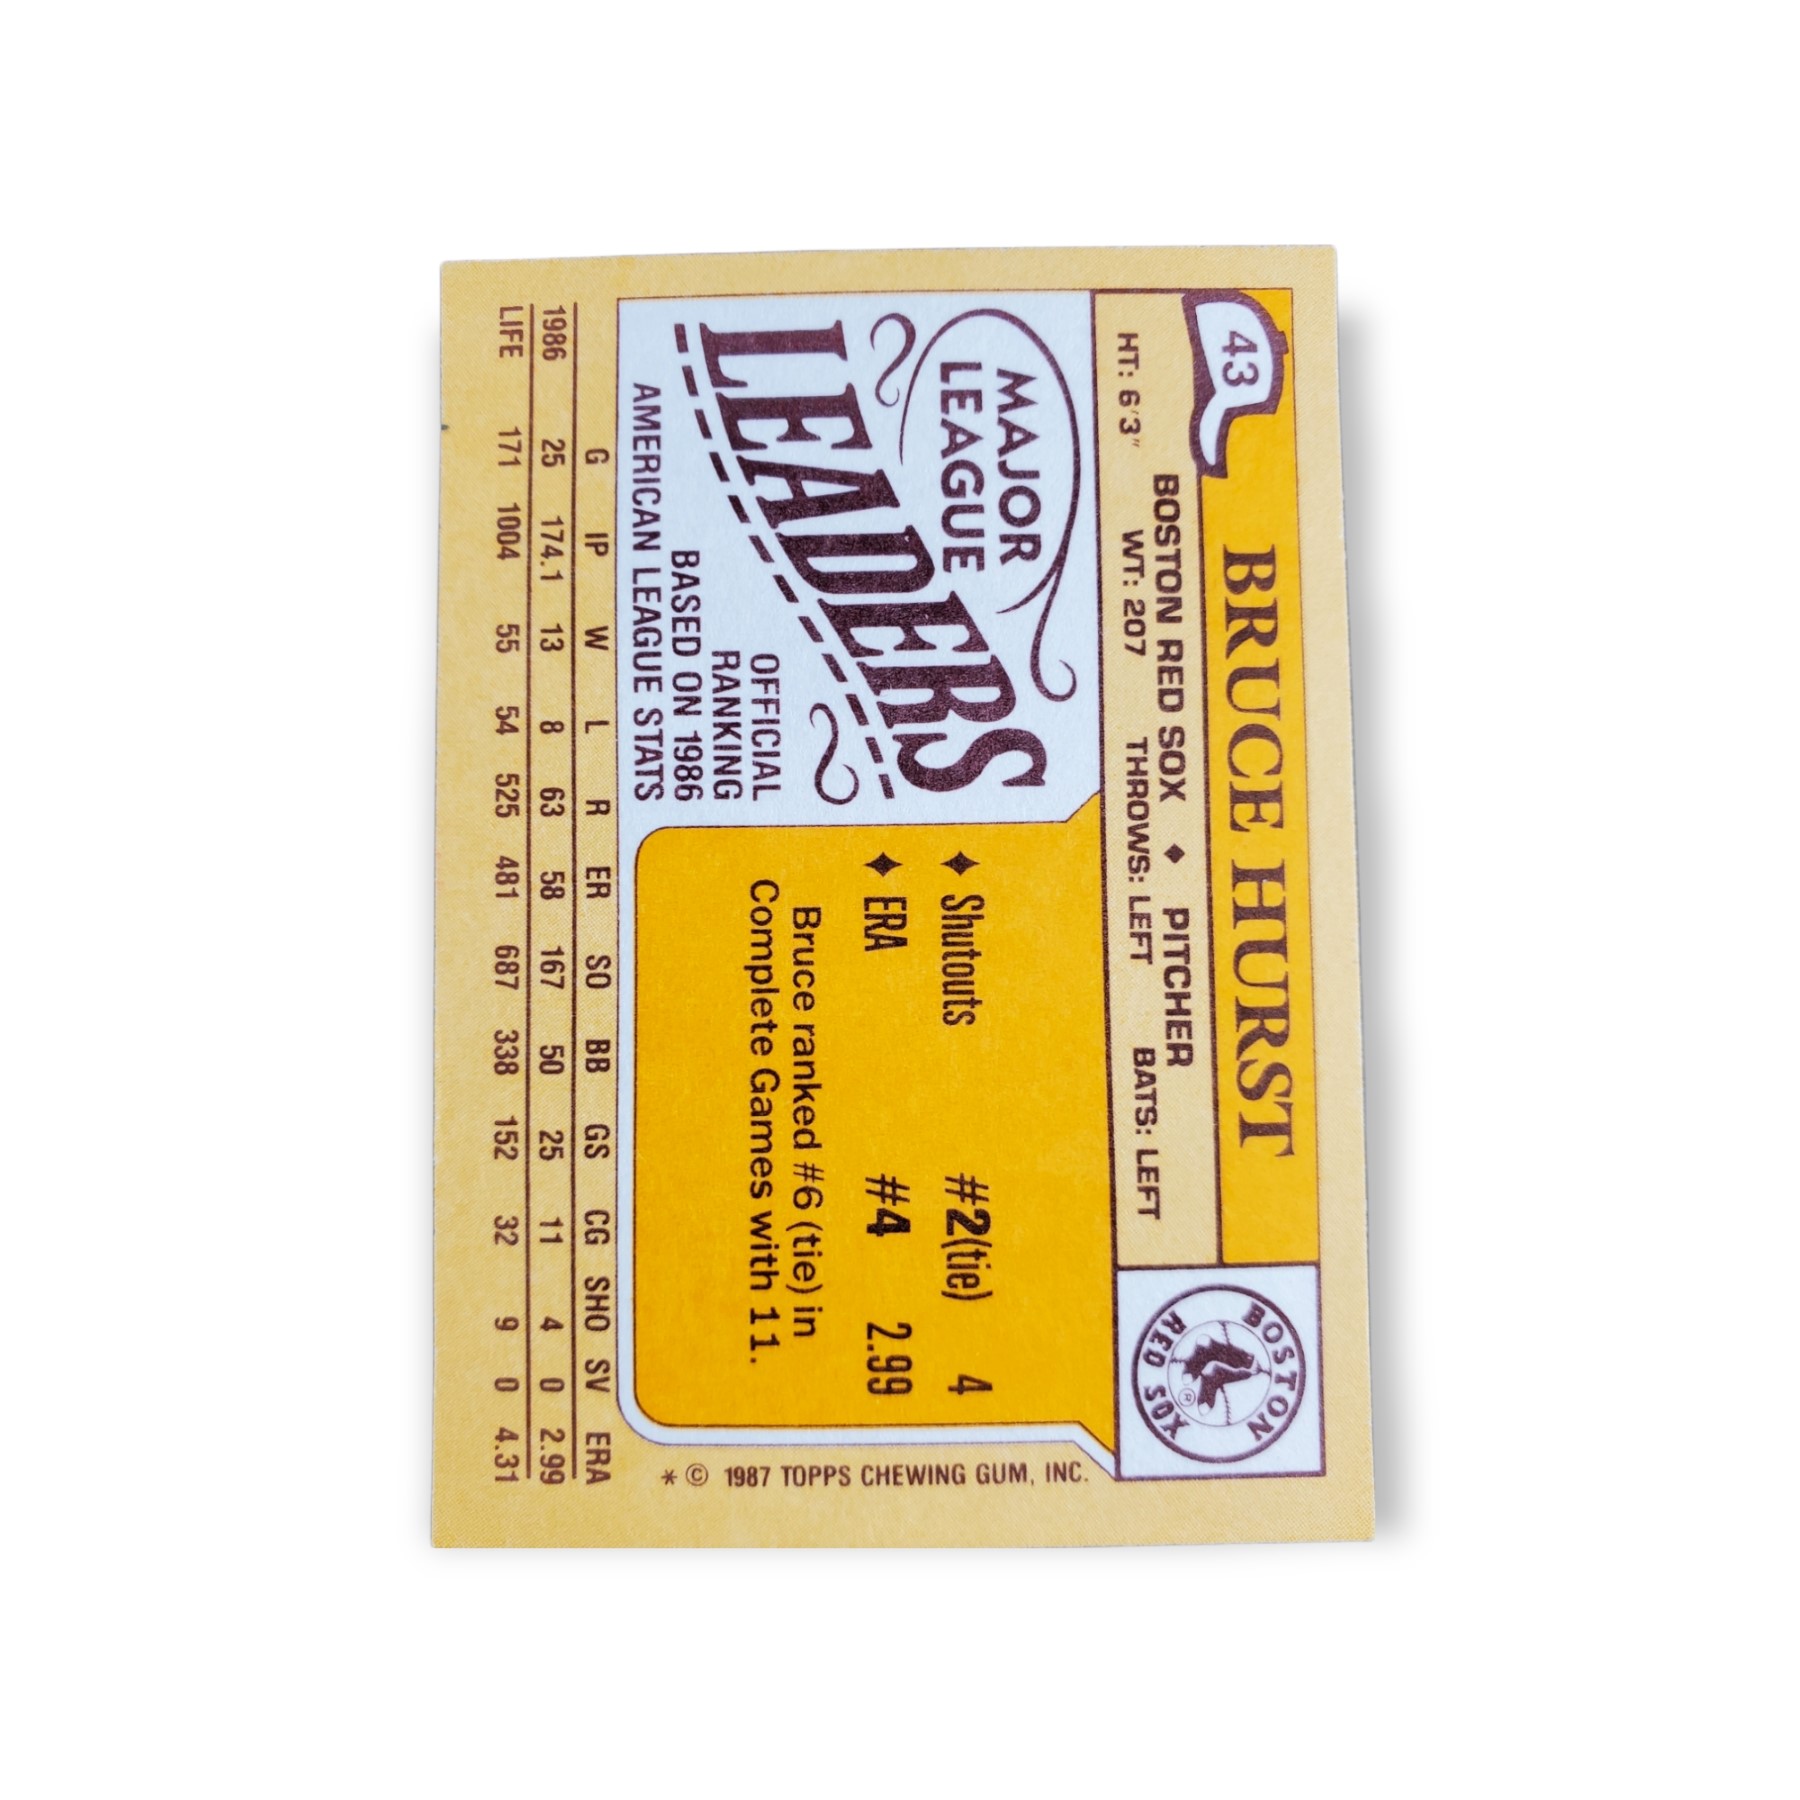 43
BRUCE HURST
BOSTON RED SOX ♦ PITCHER
HT: 6'3" WT: 207 THROWS: LEFT BATS: LEFT
BOSTON
RED SOX
®
MAJOR
LEAGUE
LEADERS
OFFICIAL
RANKING
BASED ON 1986
AMERICAN LEAGUE STATS
♦ Shutouts #2(tie) 4
♦ ERA #4 2.99
Bruce ranked #6 (tie) in
Complete Games with 11.
* © 1987 TOPPS CHEWING GUM, INC.
G IP W L R ER SO BB GS CG SHO SV ERA
1986 25 174.1 13 8 63 58 167 50 25 11 4 0 2.99
LIFE 171 1004 55 54 525 481 687 338 152 32 9 0 4.31